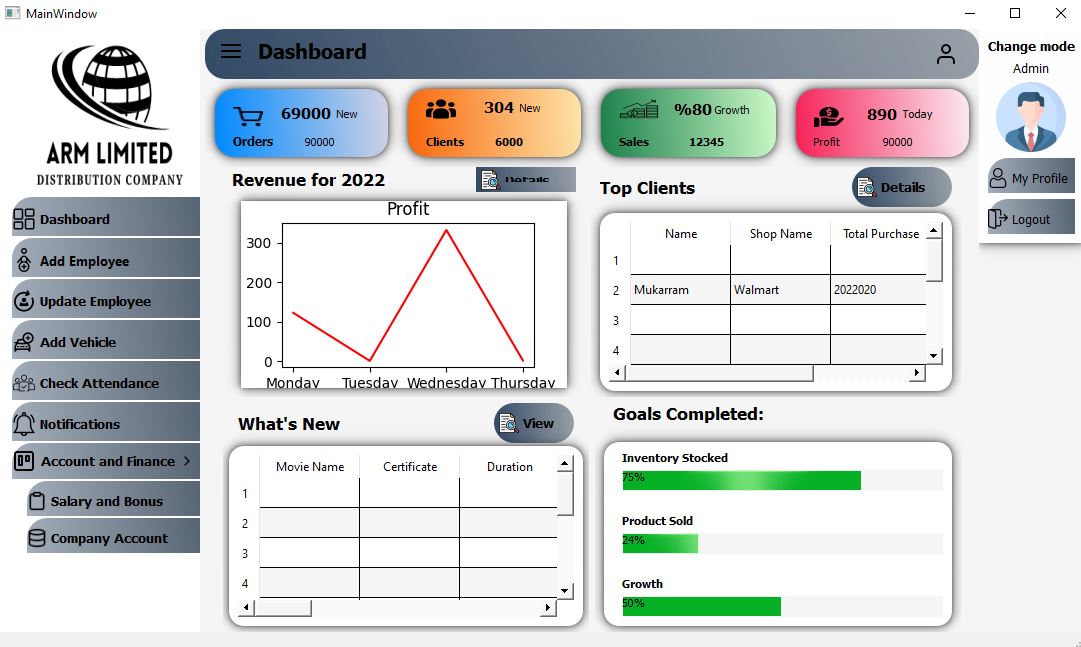 MainWindow
ARM LIMITED
DISTRIBUTION COMPANY
Dashboard
Add Employee
Update Employee
Add Vehicle
Check Attendance
Notifications
Account and Finance
Salary and Bonus
Company Account
Dashboard
69000 New
Orders 90000
304 New
Clients 6000
%80 Growth
Sales 12345
890 Today
Profit 90000
Change mode
Admin
My Profile
Logout
Revenue for 2022
Details
Profit
300
200
100
0
Monday Tuesday Wednesday Thursday
Top Clients
Details
Name Shop Name Total Purchase
1
2 Mukarram Walmart 2022020
3
4
What's New
View
Movie Name Certificate Duration
1
2
3
4
Goals Completed:
Inventory Stocked
75%
Product Sold
24%
Growth
50%